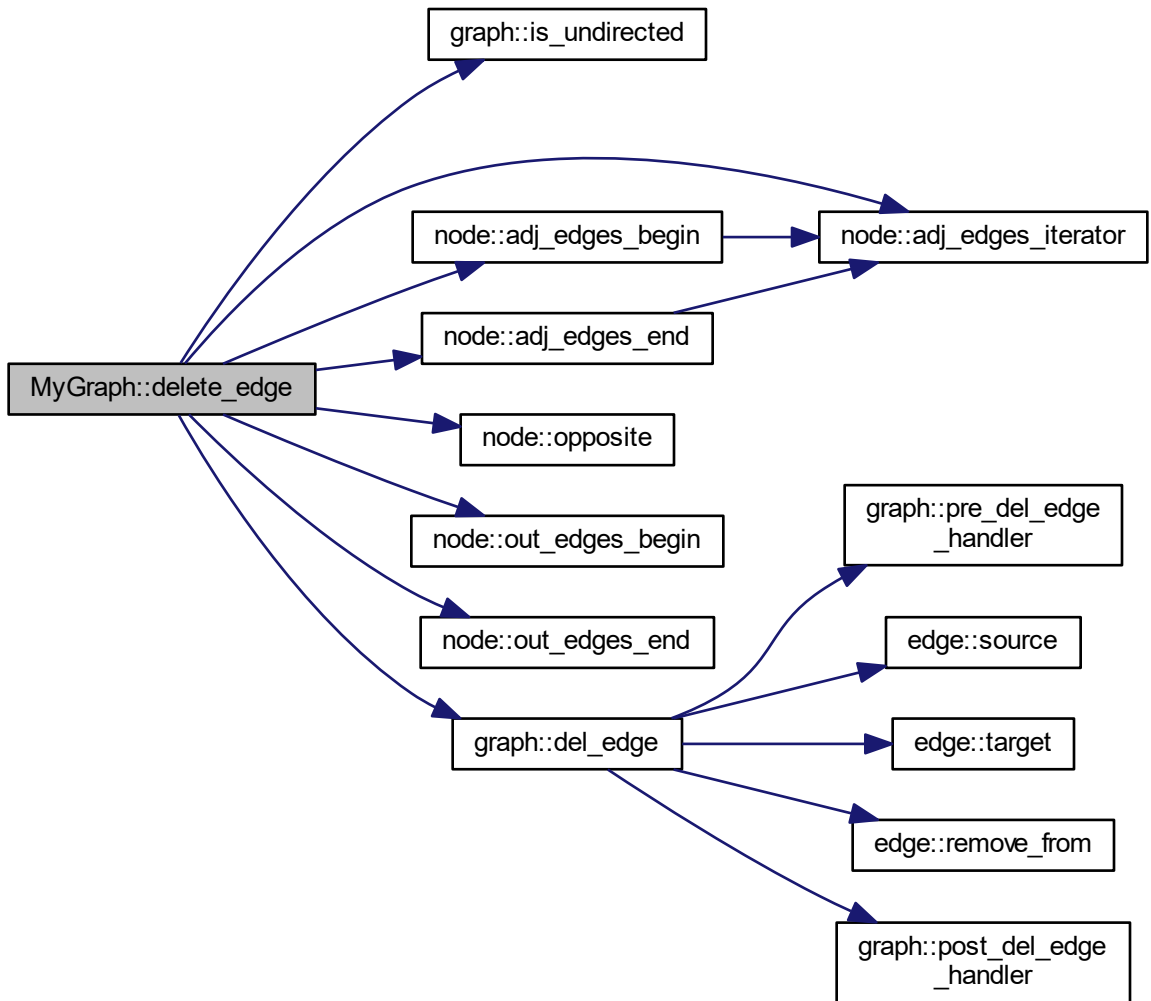 graph::is_undirected
node::adj_edges_begin
node::adj_edges_iterator
node::adj_edges_end
MyGraph::delete_edge
node::opposite
graph::pre_del_edge
_handler
node::out_edges_begin
node::out_edges_end
edge::source
graph::del_edge
edge::target
edge::remove_from
graph::post_del_edge
_handler